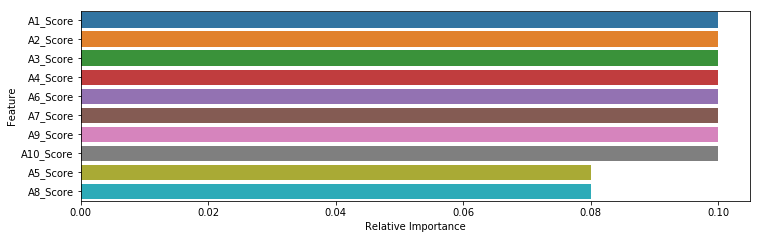 A1_Score
A2_Score
A3_Score
A4_Score
A6_Score
A7_Score
A9_Score
A10_Score
A5_Score
A8_Score
Feature
0.00 0.02 0.04 0.06 0.08 0.10
Relative Importance